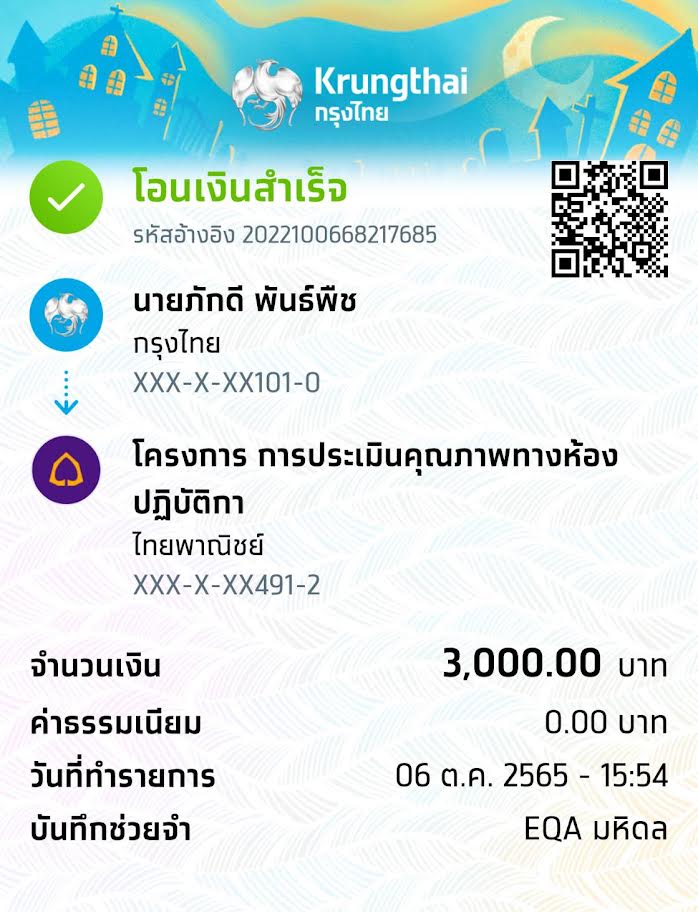 Krungthai
กรุงไทย
โอนเงินสำเร็จ
รหัสอ้างอิง 2022100668217685
นายภักดี พันธ์พืช
กรุงไทย
XXX-X-XX101-0
โครงการ การประเมินคุณภาพทางห้อง
ปฏิบัติกา
ไทยพาณิชย์
XXX-X-XX491-2
จำนวนเงิน 3,000.00 บาท
ค่าธรรมเนียม 0.00 บาท
วันที่ทำรายการ 06 ต.ค. 2565 - 15:54
บันทึกช่วยจำ EQA มหิดล